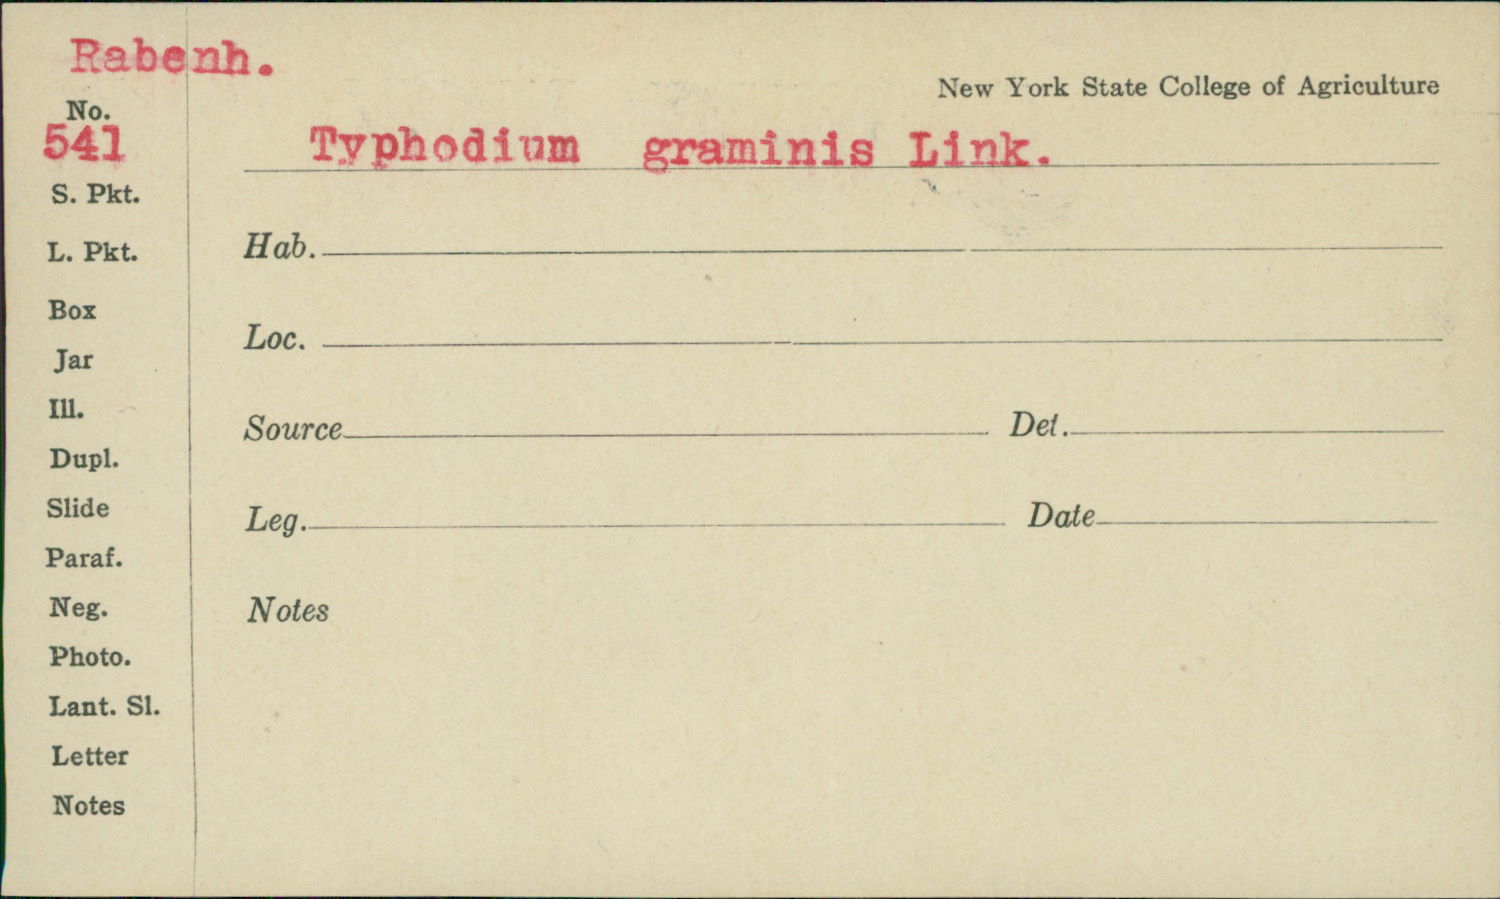 Rabenh.
New York State College of Agriculture
No.
541
Typhodium graminis Link.
S. Pkt.
L. Pkt.
Box
Jar
Ill.
Dupl.
Slide
Paraf.
Neg.
Photo.
Lant. Sl.
Letter
Notes
Hab.
Loc.
Source
Det.
Leg.
Date
Notes